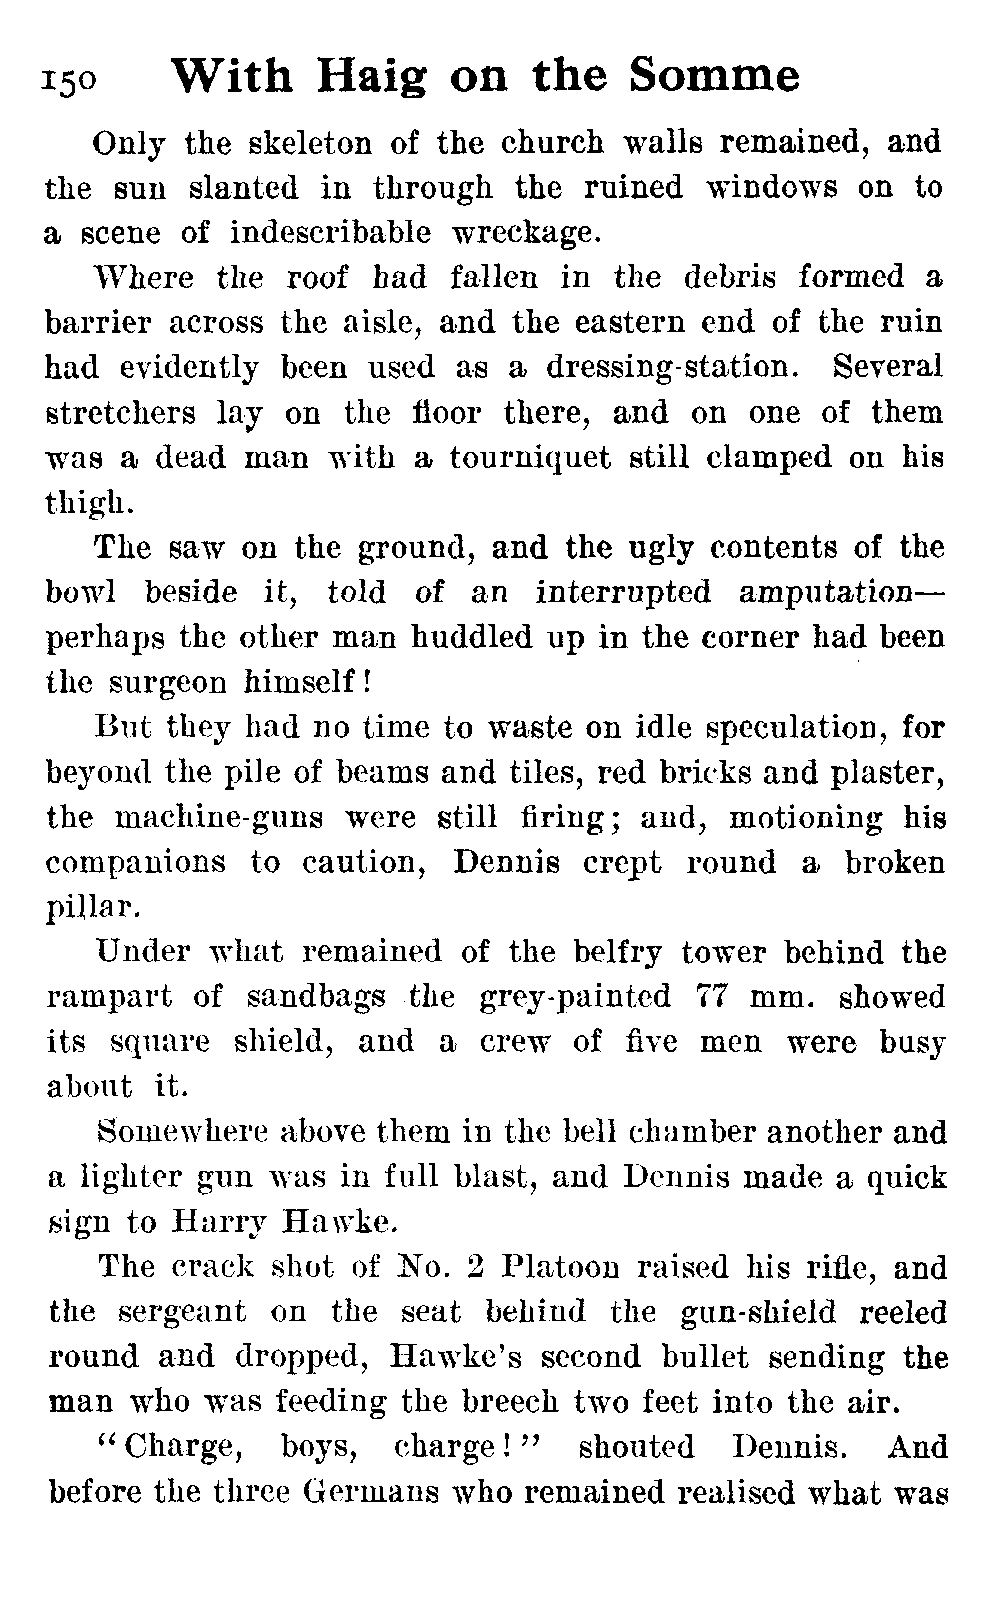 150 With Haig on the Somme
Only the skeleton of the church walls remained, and
the sun slanted in through the ruined windows on to
a scene of indescribable wreckage.
Where the roof had fallen in the debris formed a
barrier across the aisle, and the eastern end of the ruin
had evidently been used as a dressing-station. Several
stretchers lay on the floor there, and on one of them
was a dead man with a tourniquet still clamped on his
thigh.
The saw on the ground, and the ugly contents of the
bowl beside it, told of an interrupted amputation—
perhaps the other man huddled up in the corner had been
the surgeon himself!
But they had no time to waste on idle speculation, for
beyond the pile of beams and tiles, red bricks and plaster,
the machine-guns were still firing; and, motioning his
companions to caution, Dennis crept round a broken
pillar.
Under what remained of the belfry tower behind the
rampart of sandbags the grey-painted 77 mm. showed
its square shield, and a crew of five men were busy
about it.
Somewhere above them in the bell chamber another and
a lighter gun was in full blast, and Dennis made a quick
sign to Harry Hawke.
The crack shot of No. 2 Platoon raised his rifle, and
the sergeant on the seat behind the gun-shield reeled
round and dropped, Hawke's second bullet sending the
man who was feeding the breech two feet into the air.
"Charge, boys, charge!" shouted Dennis. And
before the three Germans who remained realised what was